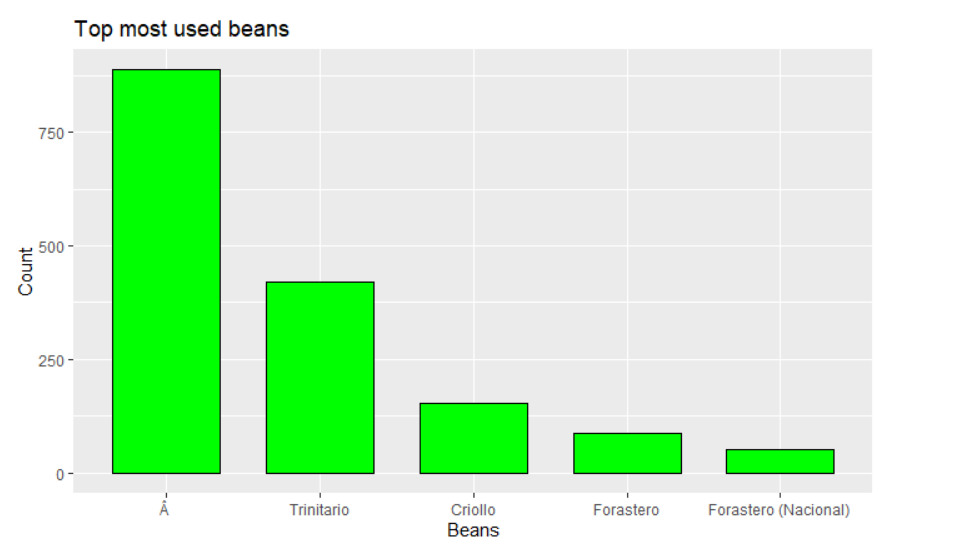 Top most used beans
Count
750
500
250
0
Â
Trinitario
Criollo
Forastero
Forastero (Nacional)
Beans